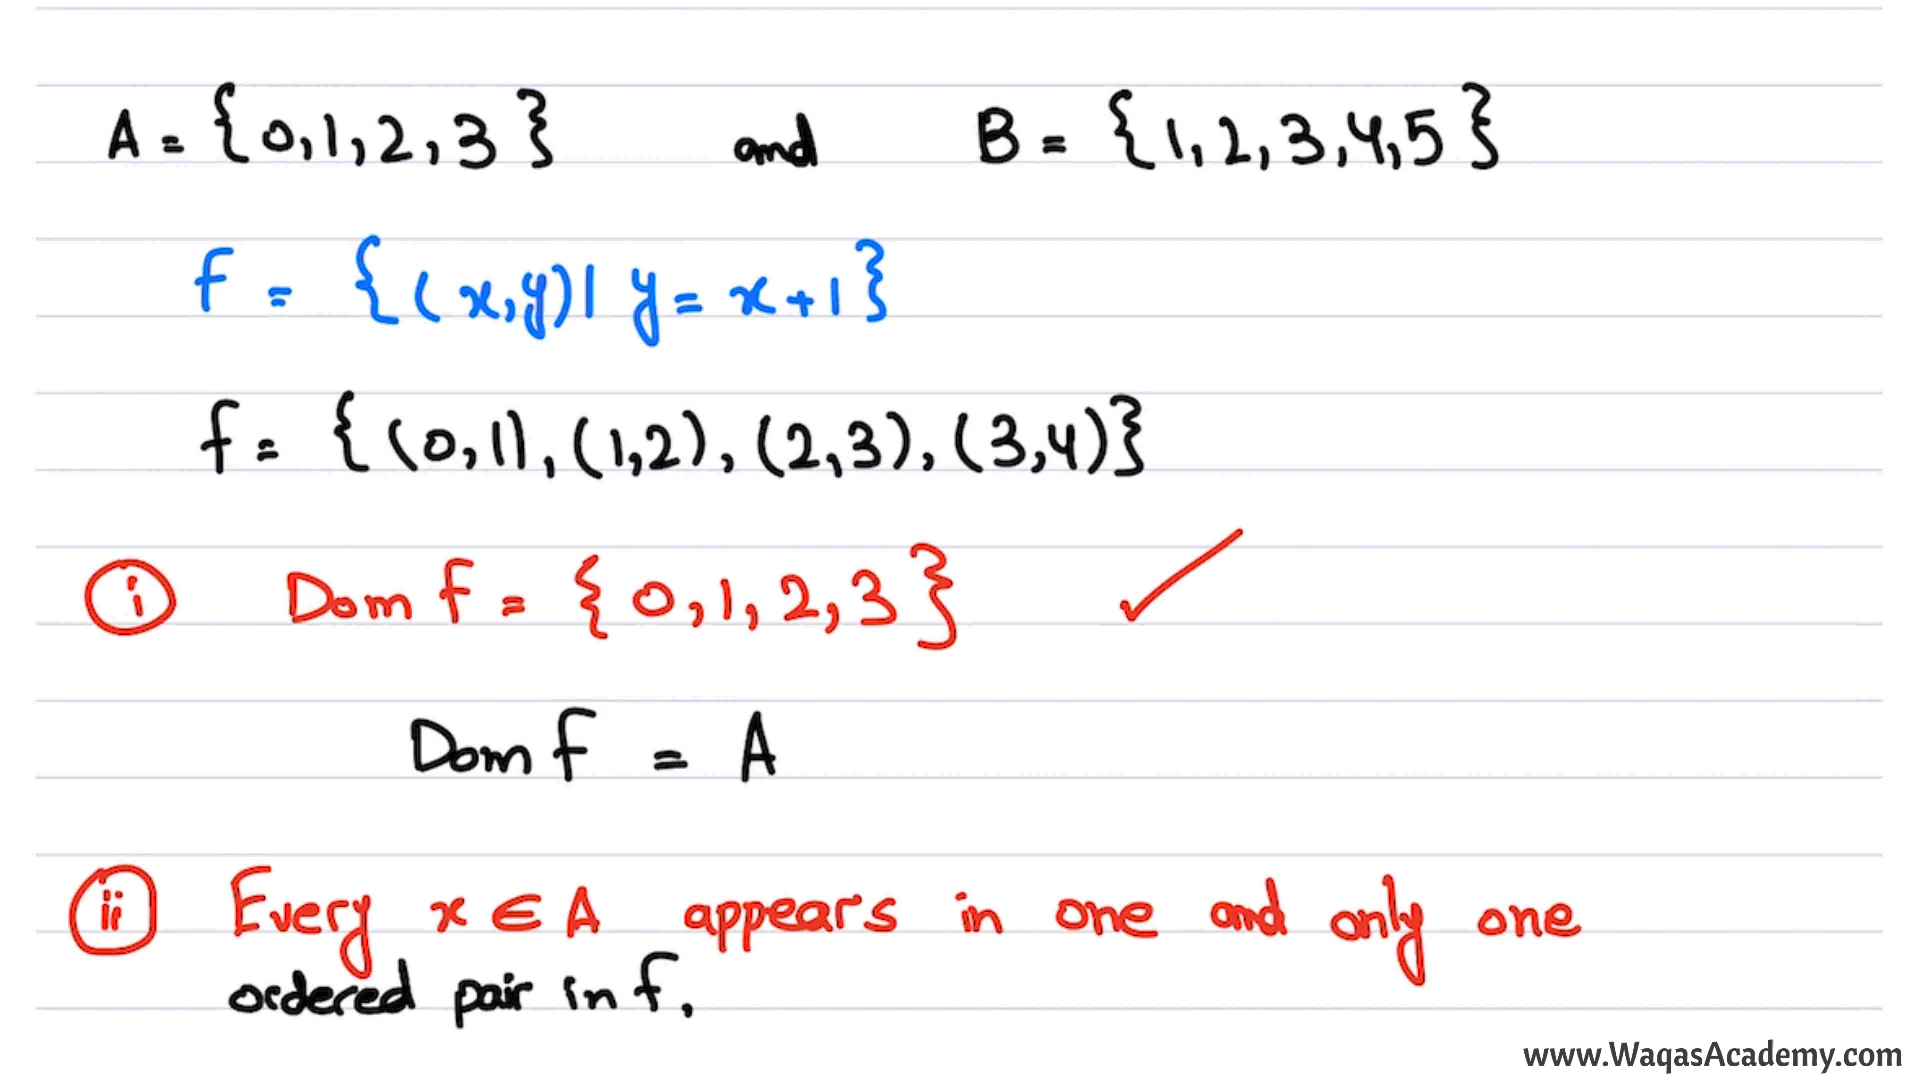 A = {0,1,2,3} and B = {1,2,3,4,5}
f = {(x,y)| y = x+1}
f = {(0,1), (1,2), (2,3), (3,4)}
i Dom f = {0,1,2,3} ✓
Dom f = A
ii Every x ∈ A appears in one and only one
ordered pair in f.
www.WaqasAcademy.com